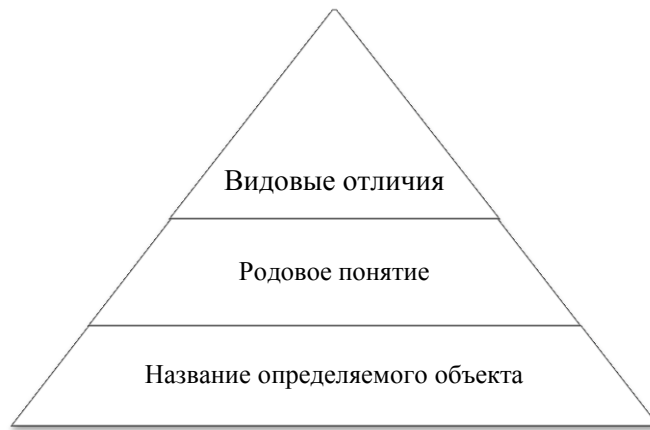 Видовые отличия
Родовое понятие
Название определяемого объекта